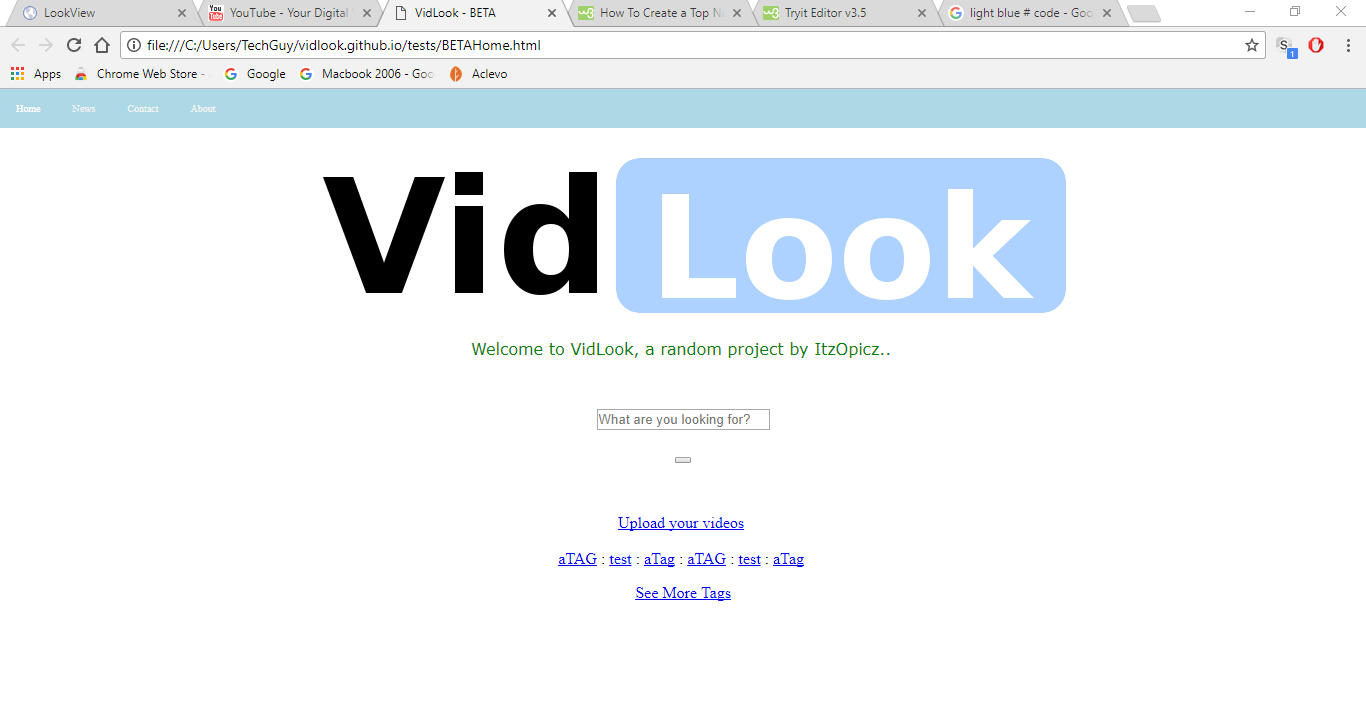 LookView YouTube - Your Digital VidLook - BETA How To Create a Top N Tryit Editor v3.5 light blue # code - Goo
file:///C:/Users/TechGuy/vidlook.github.io/tests/BETAHome.html S 1
Apps Chrome Web Store - Google Macbook 2006 - Goo Aclevo
Home News Contact About
Vid Look
Welcome to VidLook, a random project by ItzOpicz..
What are you looking for?
Upload your videos
aTAG : test : aTag : aTAG : test : aTag
See More Tags